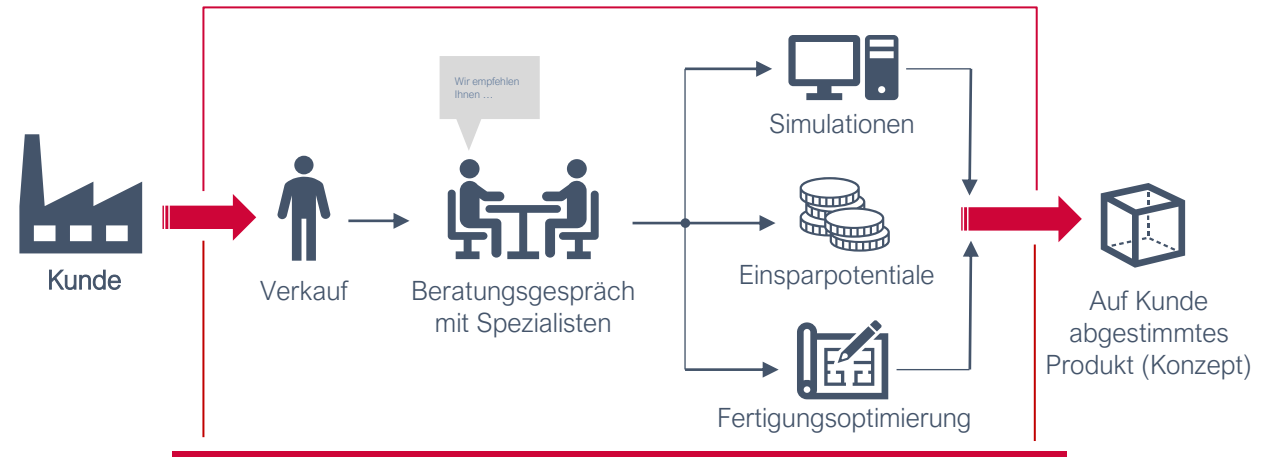 Wir empfehlen
Ihnen ...
Simulationen
Kunde
Verkauf
Beratungsgespräch
mit Spezialisten
Einsparpotentiale
Fertigungsoptimierung
Auf Kunde
abgestimmtes
Produkt (Konzept)